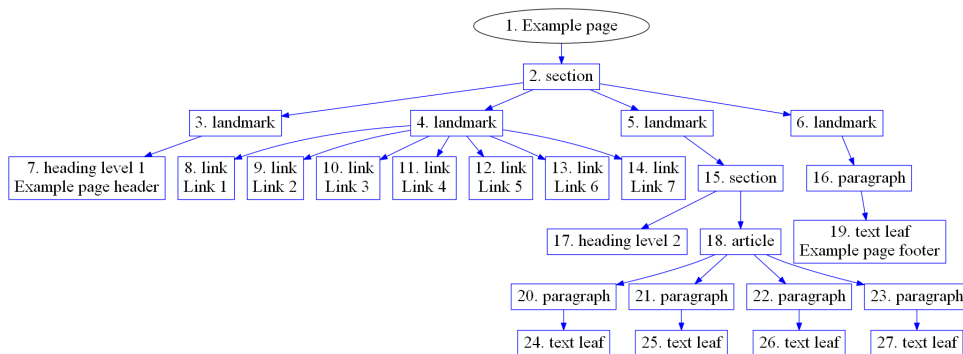 1. Example page
2. section
3. landmark
4. landmark
5. landmark
6. landmark
7. heading level 1
Example page header
8. link
Link 1
9. link
Link 2
10. link
Link 3
11. link
Link 4
12. link
Link 5
13. link
Link 6
14. link
Link 7
15. section
16. paragraph
17. heading level 2
18. article
19. text leaf
Example page footer
20. paragraph
21. paragraph
22. paragraph
23. paragraph
24. text leaf
25. text leaf
26. text leaf
27. text leaf